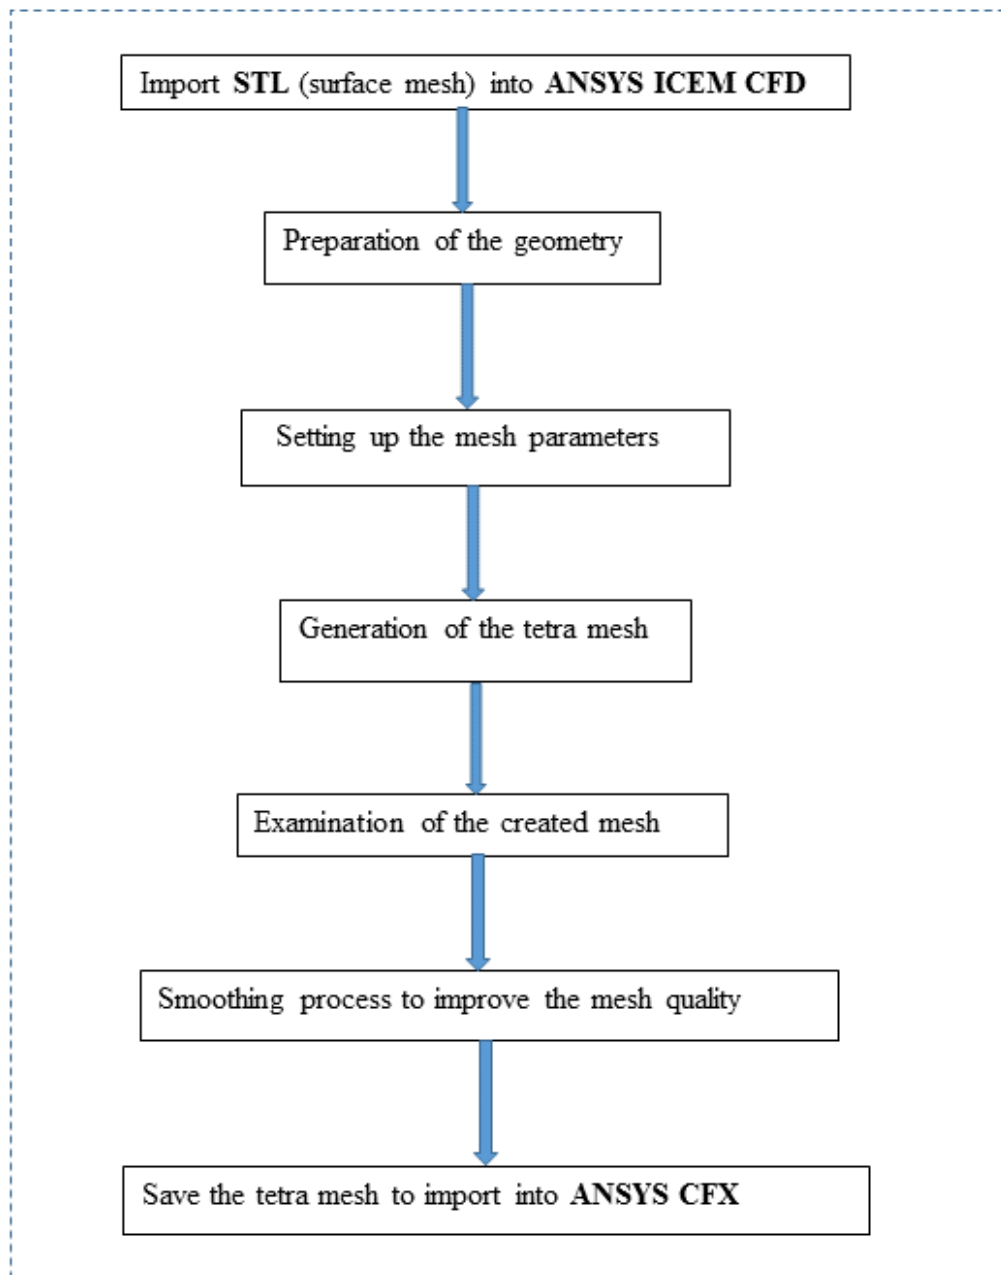 Import STL (surface mesh) into ANSYS ICEM CFD
Preparation of the geometry
Setting up the mesh parameters
Generation of the tetra mesh
Examination of the created mesh
Smoothing process to improve the mesh quality
Save the tetra mesh to import into ANSYS CFX